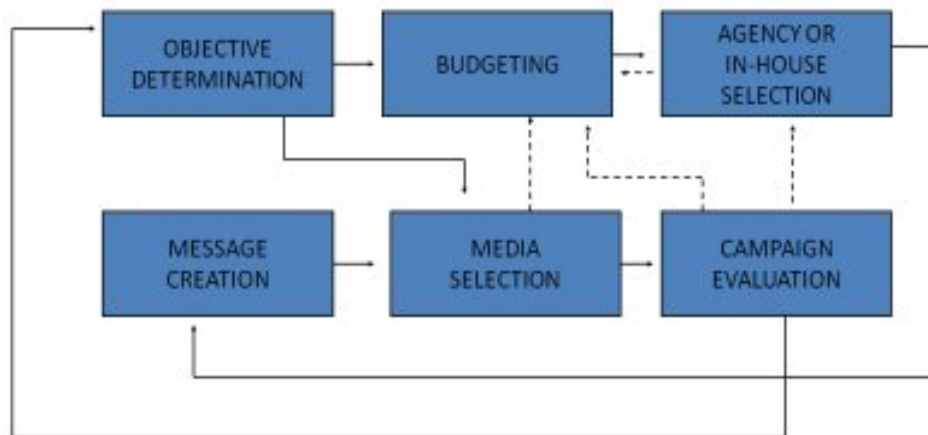 OBJECTIVE
DETERMINATION
BUDGETING
AGENCY OR
IN-HOUSE
SELECTION
MESSAGE
CREATION
MEDIA
SELECTION
CAMPAIGN
EVALUATION